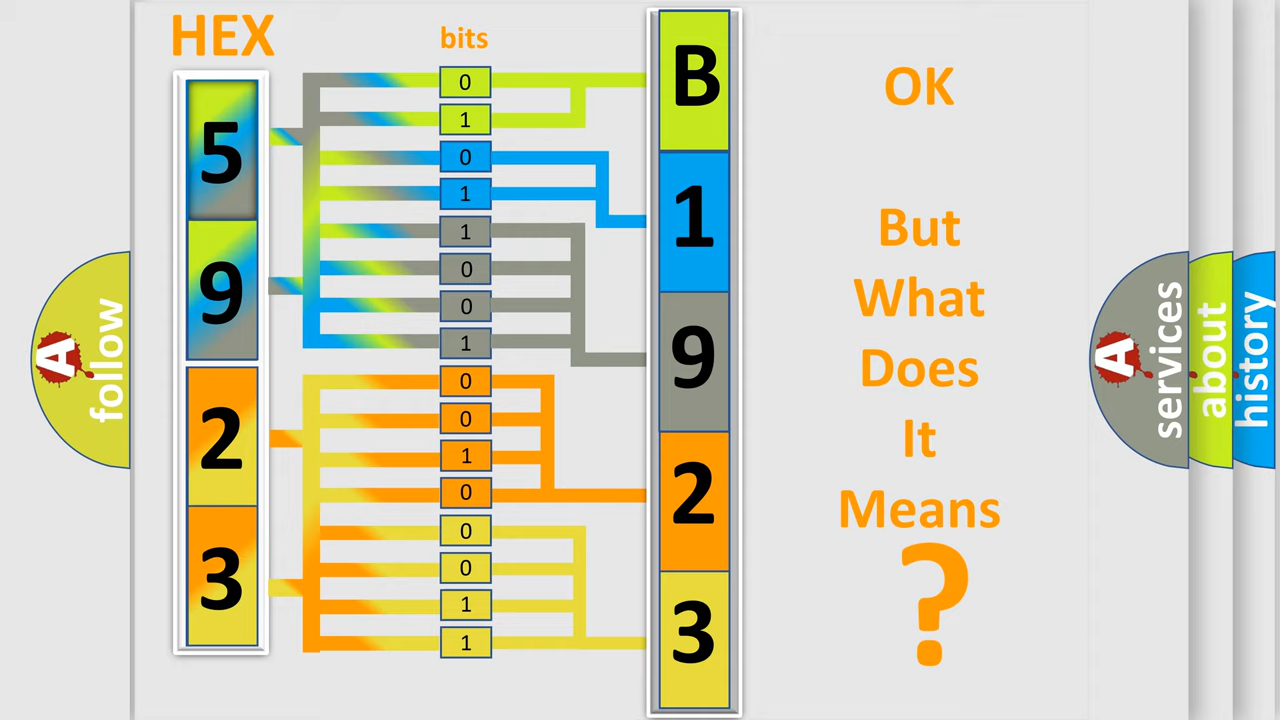 HEX
bits
5
9
2
3
0
1
0
1
1
0
0
1
0
0
1
0
0
0
1
1
B
1
9
2
3
OK
But
What
Does
It
Means
?
A
follow
A
services
about
history